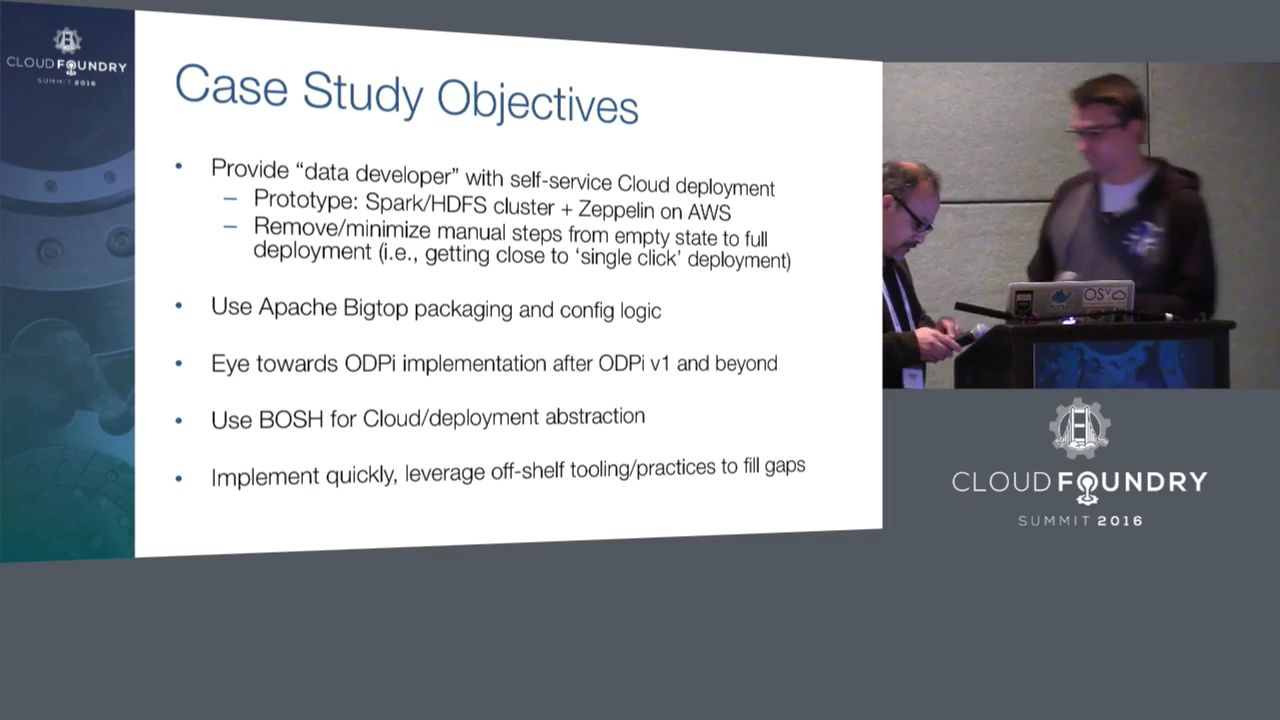 CLOUD FOUNDRY
SUMMIT 2016
Case Study Objectives
• Provide “data developer” with self-service Cloud deployment
– Prototype: Spark/HDFS cluster + Zeppelin on AWS
– Remove/minimize manual steps from empty state to full
deployment (i.e., getting close to ‘single click’ deployment)
• Use Apache Bigtop packaging and config logic
• Eye towards ODPi implementation after ODPi v1 and beyond
• Use BOSH for Cloud/deployment abstraction
• Implement quickly, leverage off-shelf tooling/practices to fill gaps
OSv
CLOUD FOUNDRY
SUMMIT 2016